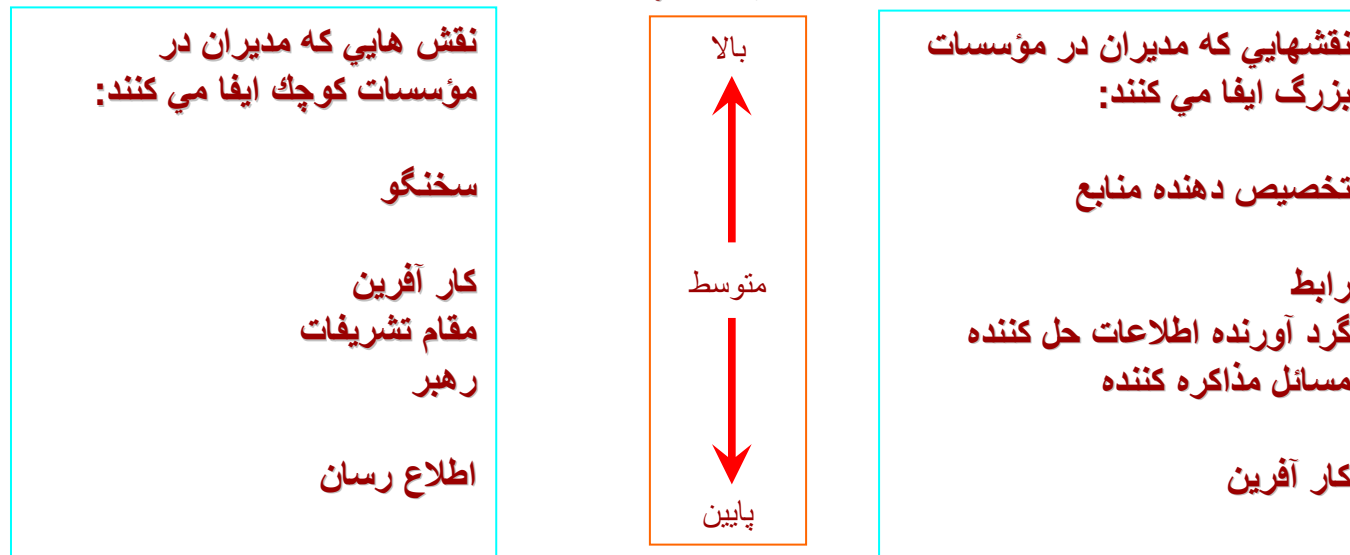 نقشهايي كه مديران در مؤسسات
بزرگ ايفا مي كنند:
تخصيص دهنده منابع
رابط
گرد آورنده اطلاعات حل كننده
مسائل مذاكره كننده
كار آفرين
بالا
متوسط
پايين
نقش هايي كه مديران در
مؤسسات كوچك ايفا مي كنند:
سخنگو
كار آفرين
مقام تشريفات
رهبر
اطلاع رسان